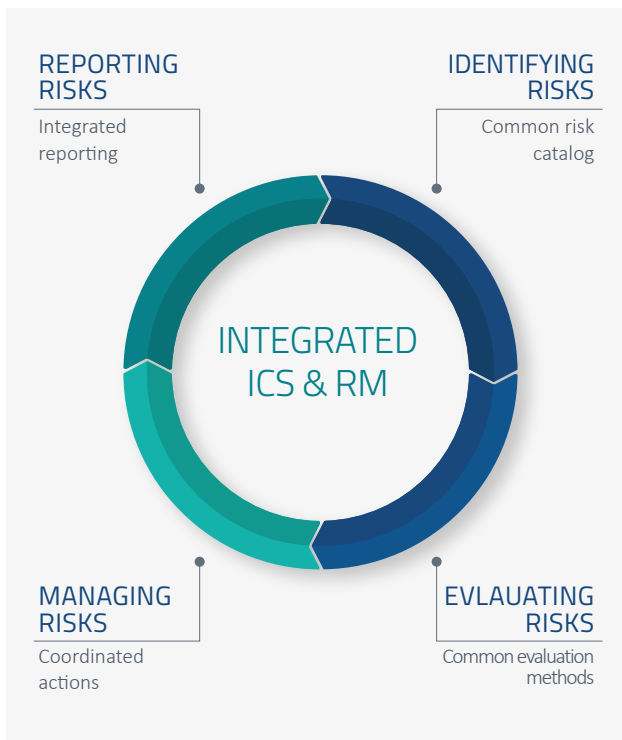 REPORTING
RISKS
Integrated
reporting
IDENTIFYING
RISKS
Common risk
catalog
INTEGRATED
ICS & RM
MANAGING
RISKS
Coordinated
actions
EVLAUATING
RISKS
Common evaluation
methods